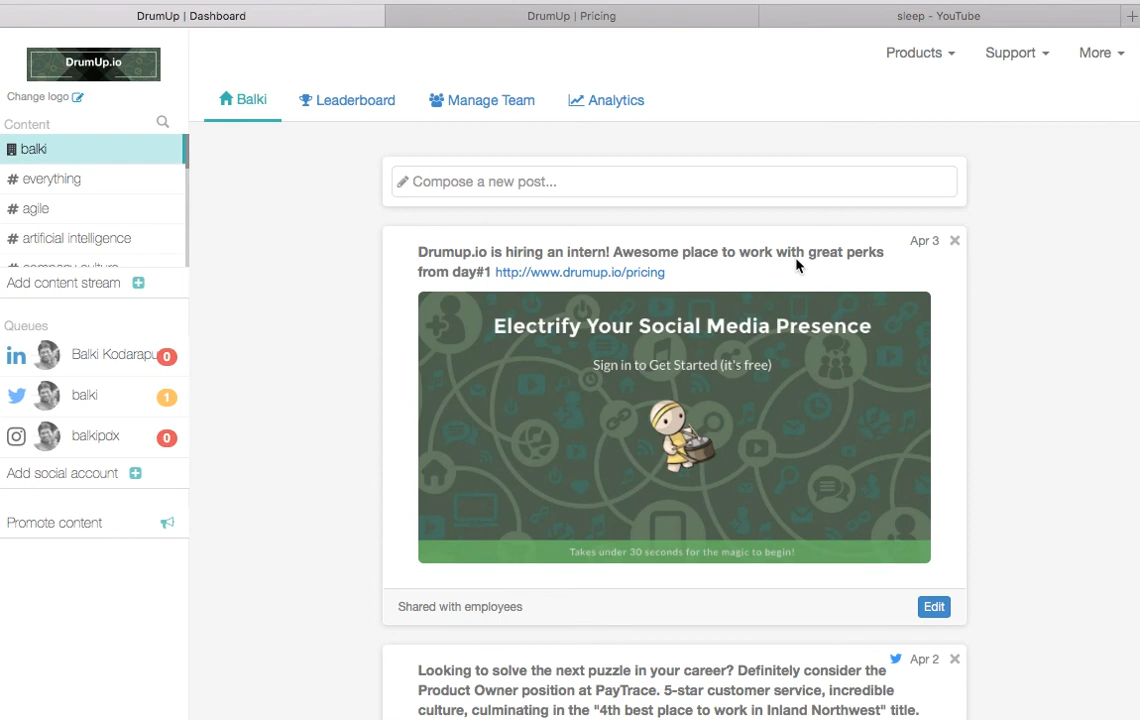 DrumUp | Dashboard
DrumUp | Pricing
sleep - YouTube
DrumUp.io
Change logo
Products
Support
More
Balki
Leaderboard
Manage Team
Analytics
Content
balki
# everything
# agile
# artificial intelligence
# company culture
Add content stream
Compose a new post...
Apr 3
Drumup.io is hiring an intern! Awesome place to work with great perks
from day#1 http://www.drumup.io/pricing
Electrify Your Social Media Presence
Sign in to Get Started (it's free)
Takes under 30 seconds for the magic to begin!
Queues
Balki Kodarapu 0
balki 1
balkipdx 0
Add social account
Promote content
Shared with employees
Edit
Apr 2
Looking to solve the next puzzle in your career? Definitely consider the
Product Owner position at PayTrace. 5-star customer service, incredible
culture, culminating in the "4th best place to work in Inland Northwest" title.